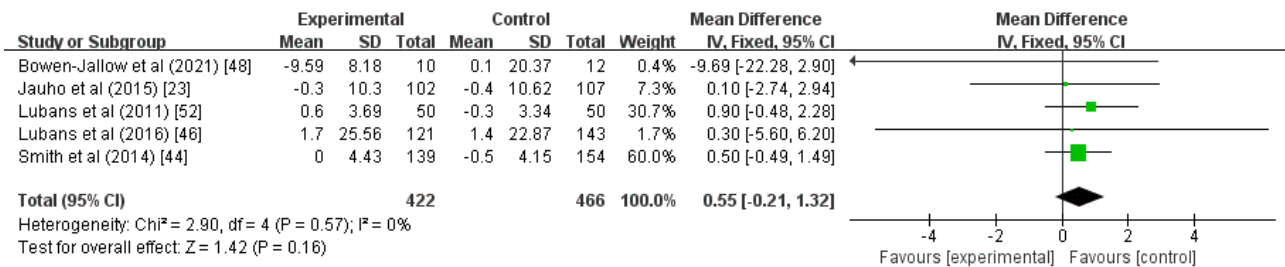 Experimental Control Mean Difference Mean Difference
Study or Subgroup Mean SD Total Mean SD Total Weight IV, Fixed, 95% CI IV, Fixed, 95% CI
Bowen-Jallow et al (2021) [48] -9.59 8.18 10 0.1 20.37 12 0.4% -9.69 [-22.28, 2.90]
Jauho et al (2015) [23] -0.3 10.3 102 -0.4 10.62 107 7.3% 0.10 [-2.74, 2.94]
Lubans et al (2011) [52] 0.6 3.69 50 -0.3 3.34 50 30.7% 0.90 [-0.48, 2.28]
Lubans et al (2016) [46] 1.7 25.56 121 1.4 22.87 143 1.7% 0.30 [-5.60, 6.20]
Smith et al (2014) [44] 0 4.43 139 -0.5 4.15 154 60.0% 0.50 [-0.49, 1.49]
Total (95% CI) 422 466 100.0% 0.55 [-0.21, 1.32]
Heterogeneity: Chi² = 2.90, df = 4 (P = 0.57); I² = 0%
Test for overall effect: Z = 1.42 (P = 0.16)
-4 -2 0 2 4
Favours [experimental] Favours [control]